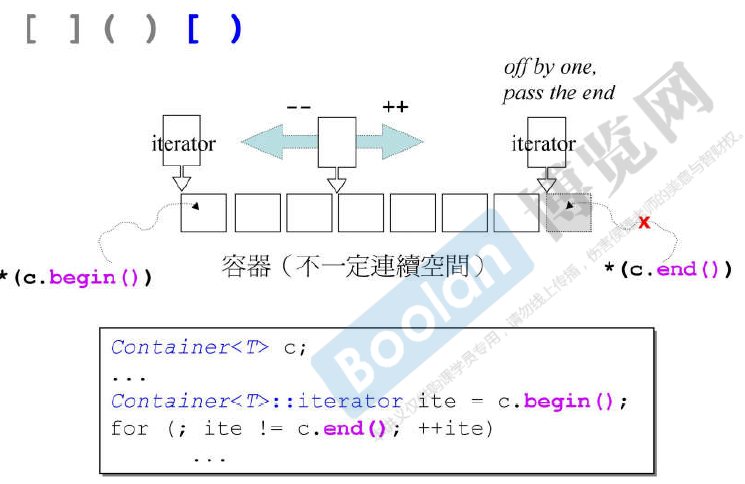 [ ] ( ) [ )
off by one,
pass the end
-- ++
iterator iterator
x
容器（不一定連續空間）
*(c.begin()) *(c.end())
Container<T> c;
...
Container<T>::iterator ite = c.begin();
for (; ite != c.end(); ++ite)
...
Boolan
博览网